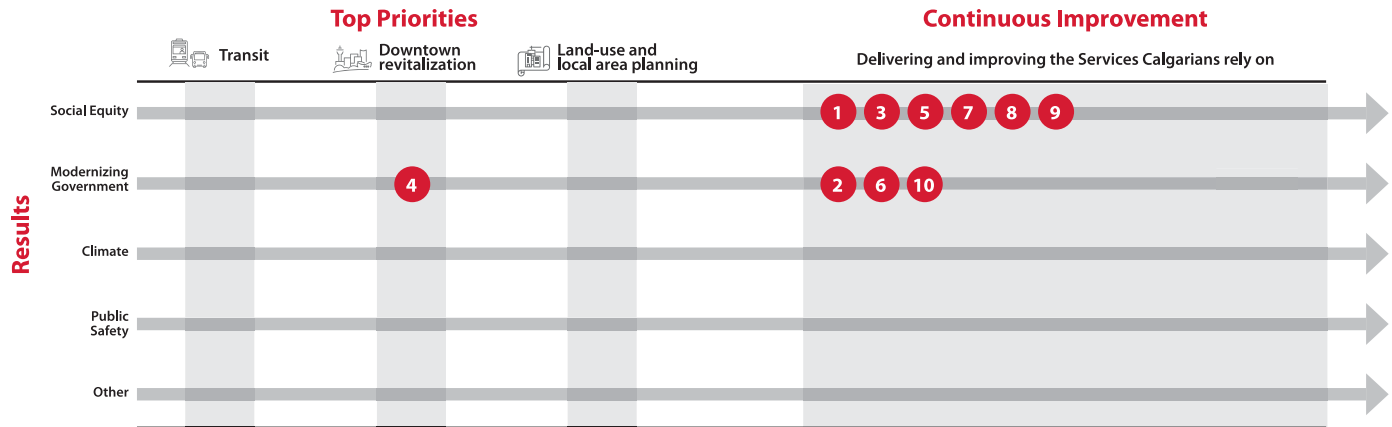 Top Priorities
Continuous Improvement
Transit
Downtown
revitalization
Land-use and
local area planning
Delivering and improving the Services Calgarians rely on
Results
Social Equity
1 3 5 7 8 9
Modernizing
Government
4
2 6 10
Climate
Public
Safety
Other